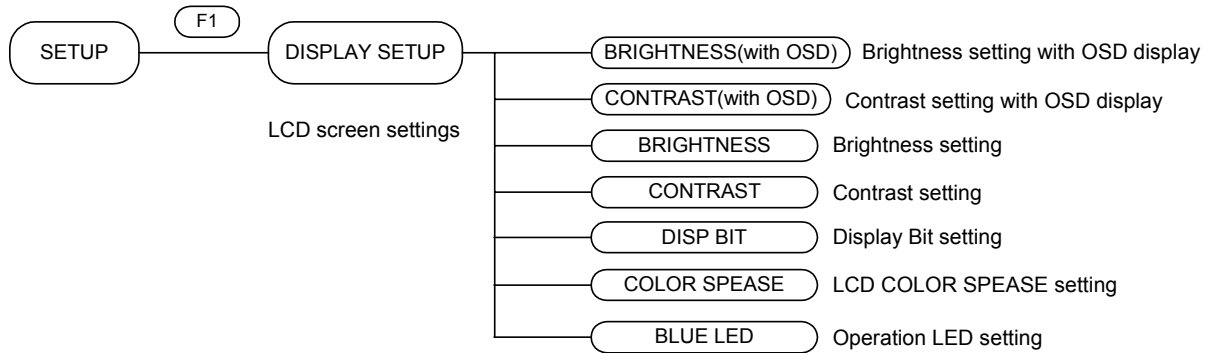 F1
SETUP
DISPLAY SETUP
BRIGHTNESS(with OSD) Brightness setting with OSD display
CONTRAST(with OSD) Contrast setting with OSD display
LCD screen settings
BRIGHTNESS Brightness setting
CONTRAST Contrast setting
DISP BIT Display Bit setting
COLOR SPEASE LCD COLOR SPEASE setting
BLUE LED Operation LED setting